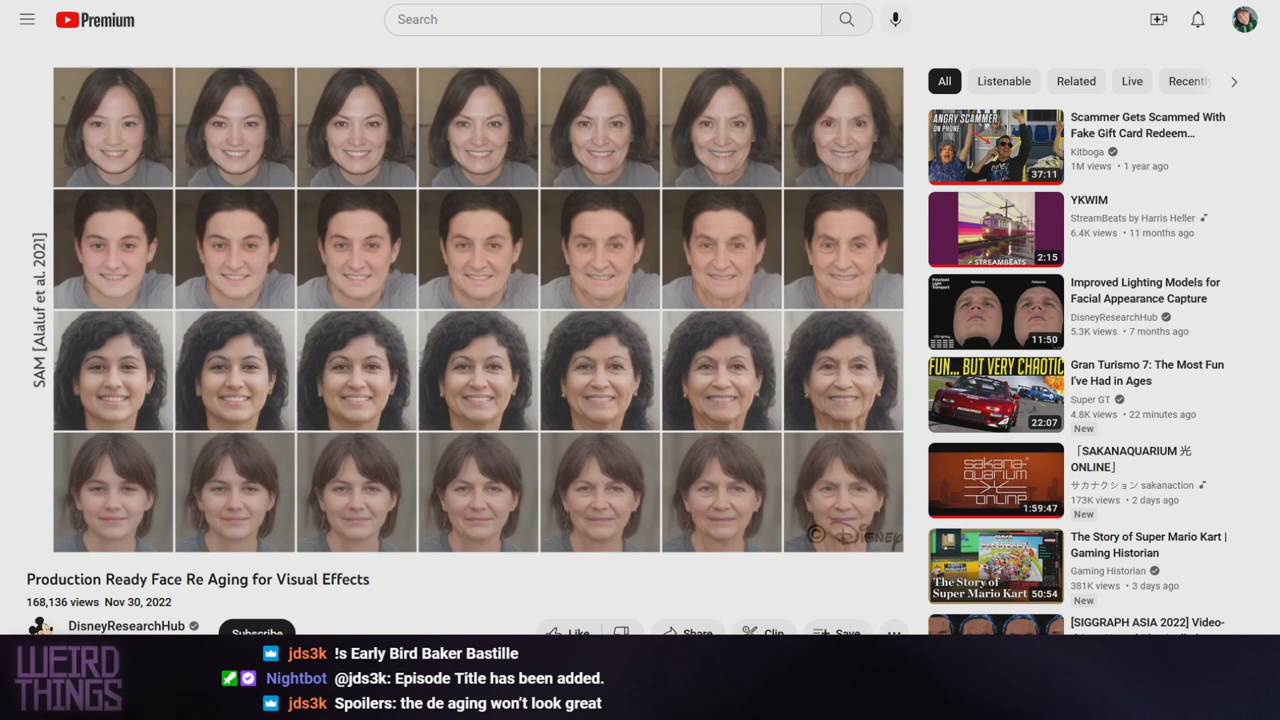 Premium
Search
SAM [Alaluf et al. 2021]
© Disney
Production Ready Face Re Aging for Visual Effects
168,136 views Nov 30, 2022
DisneyResearchHub
Subscribe
Like
Share
Clip
Save
All
Listenable
Related
Live
Recently
ANGRY SCAMMER
ON PHONE
37:11
Scammer Gets Scammed With
Fake Gift Card Redeem…
Kitboga
1M views • 1 year ago
STREAMBEATS
2:15
YKWIM
StreamBeats by Harris Heller
6.4K views • 11 months ago
11:50
Improved Lighting Models for
Facial Appearance Capture
DisneyResearchHub
5.3K views • 7 months ago
FUN... BUT VERY CHAOTIC
22:07
Gran Turismo 7: The Most Fun
I've Had in Ages
Super GT
4.8K views • 22 minutes ago
New
sakana-
quarium
online
1:59:47
「SAKANAQUARIUM 光
ONLINE」
サカナクション sakanaction
173K views • 2 days ago
New
The Story of
Super Mario Kart
50:54
The Story of Super Mario Kart |
Gaming Historian
Gaming Historian
381K views • 3 days ago
New
[SIGGRAPH ASIA 2022] Video-
WEIRD
THINGS
jds3k !s Early Bird Baker Bastille
Nightbot @jds3k: Episode Title has been added.
jds3k Spoilers: the de aging won't look great